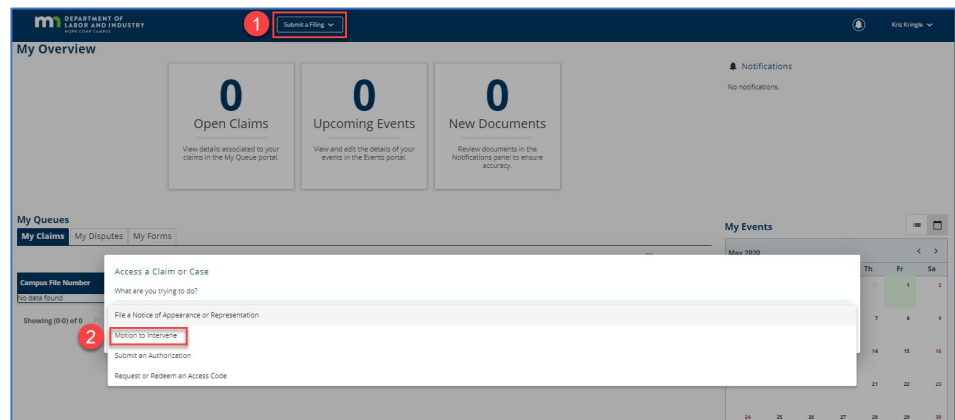 DEPARTMENT OF
LABOR AND INDUSTRY
WORK COMP CAMPUS
1
Submit a Filing
Kris Kringle
My Overview
0
Open Claims
View details associated to your
claims in the My Queue portal.
0
Upcoming Events
View and edit the details of your
events in the Events portal.
0
New Documents
Review documents in the
Notifications panel to ensure
accuracy.
Notifications
No notifications.
My Queues
My Claims My Disputes My Forms
My Events
May 2020
Th Fr Sa
Campus File Number
No data found
Showing (0-0) of 0
Access a Claim or Case
What are you trying to do?
File a Notice of Appearance or Representation
2
Motion to Intervene
Submit an Authorization
Request or Redeem an Access Code
1 2
7 8 9
14 15 16
21 22 23
24 25 26 27 28 29 30